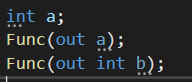 int a;
Func(out a);
Func(out int b);